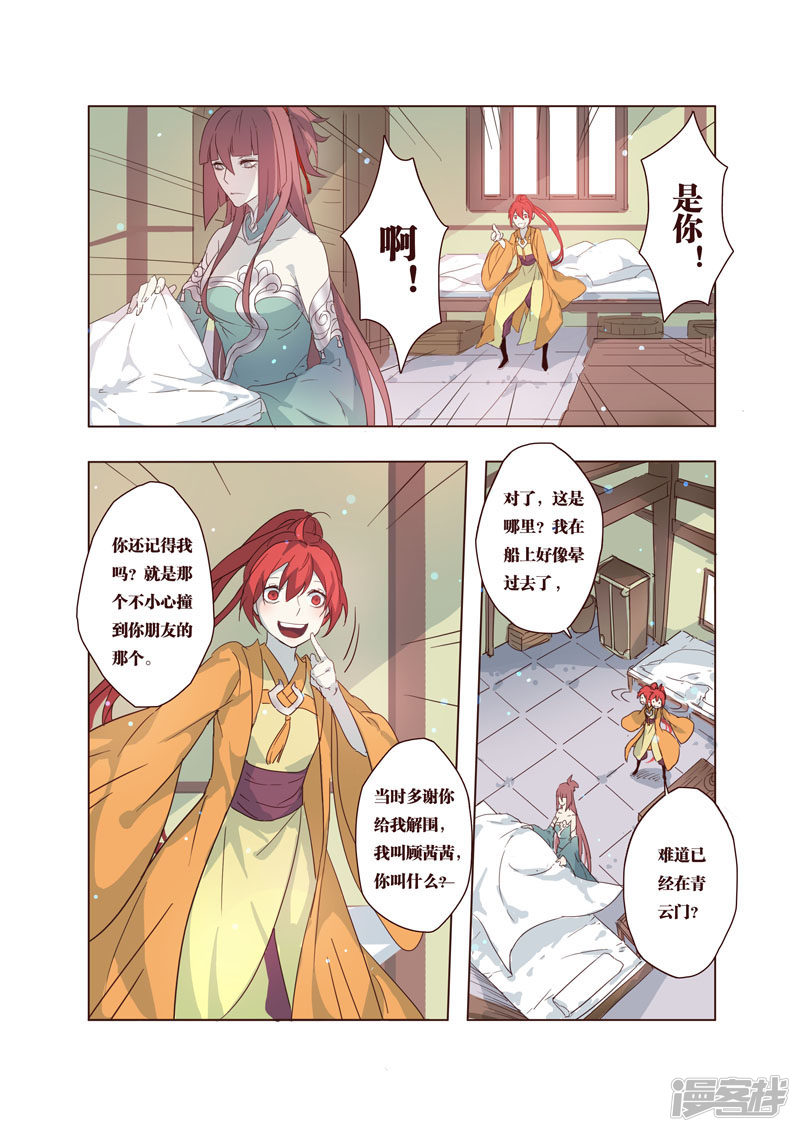 啊！
是你！
你还记得我
吗？就是那
个不小心撞
到你朋友的
那个。
当时多谢你
给我解围，
我叫顾茜茜，
你叫什么？
对了，这是
哪里？我在
船上好像晕
过去了，
难道已
经在青
云门？
漫客栈